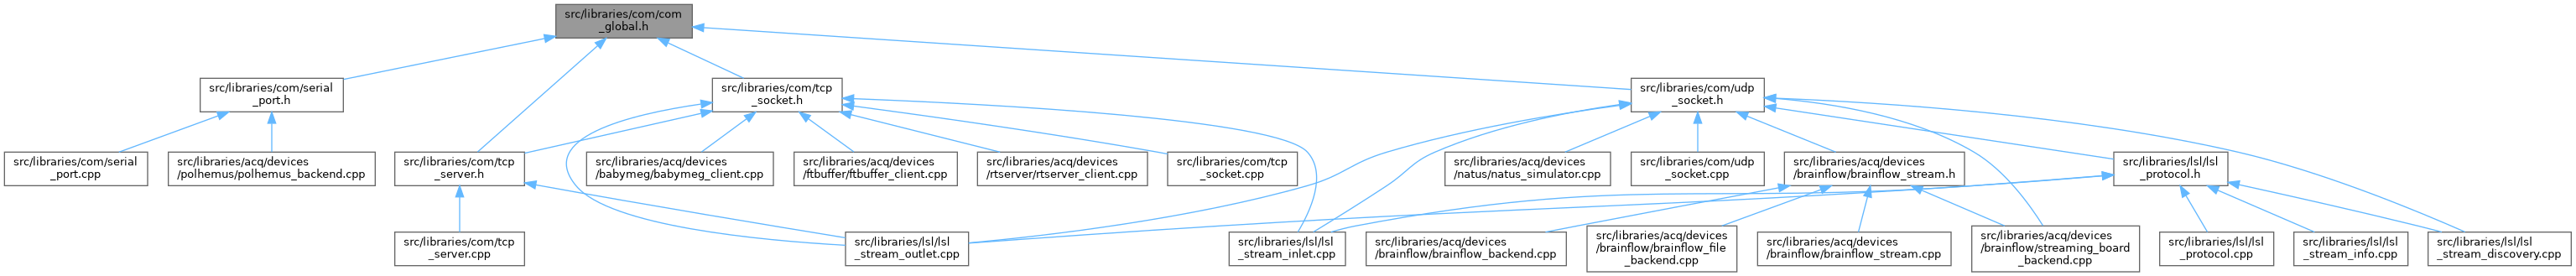 src/libraries/com/com
_global.h
src/libraries/com/serial
_port.h
src/libraries/com/tcp
_socket.h
src/libraries/com/udp
_socket.h
src/libraries/com/serial
_port.cpp
src/libraries/acq/devices
/polhemus/polhemus_backend.cpp
src/libraries/com/tcp
_server.h
src/libraries/acq/devices
/babymeg/babymeg_client.cpp
src/libraries/acq/devices
/ftbuffer/ftbuffer_client.cpp
src/libraries/acq/devices
/rtserver/rtserver_client.cpp
src/libraries/com/tcp
_socket.cpp
src/libraries/acq/devices
/natus/natus_simulator.cpp
src/libraries/com/udp
_socket.cpp
src/libraries/acq/devices
/brainflow/brainflow_stream.h
src/libraries/lsl/lsl
_protocol.h
src/libraries/com/tcp
_server.cpp
src/libraries/lsl/lsl
_stream_outlet.cpp
src/libraries/lsl/lsl
_stream_inlet.cpp
src/libraries/acq/devices
/brainflow/brainflow_backend.cpp
src/libraries/acq/devices
/brainflow/brainflow_file
_backend.cpp
src/libraries/acq/devices
/brainflow/brainflow_stream.cpp
src/libraries/acq/devices
/brainflow/streaming_board
_backend.cpp
src/libraries/lsl/lsl
_protocol.cpp
src/libraries/lsl/lsl
_stream_info.cpp
src/libraries/lsl/lsl
_stream_discovery.cpp